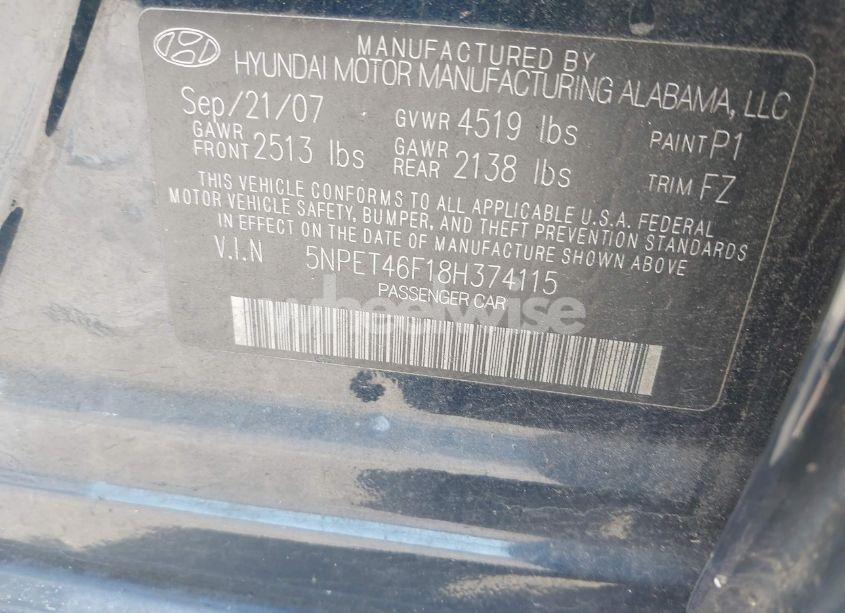 MANUFACTURED BY
HYUNDAI MOTOR MANUFACTURING ALABAMA, LLC
Sep/21/07 GVWR 4519 lbs PAINT P1
GAWR FRONT 2513 lbs GAWR REAR 2138 lbs TRIM FZ
THIS VEHICLE CONFORMS TO ALL APPLICABLE U.S.A. FEDERAL
MOTOR VEHICLE SAFETY, BUMPER, AND THEFT PREVENTION STANDARDS
IN EFFECT ON THE DATE OF MANUFACTURE SHOWN ABOVE
V.I.N 5NPET46F18H374115
PASSENGER CAR
wheelwise